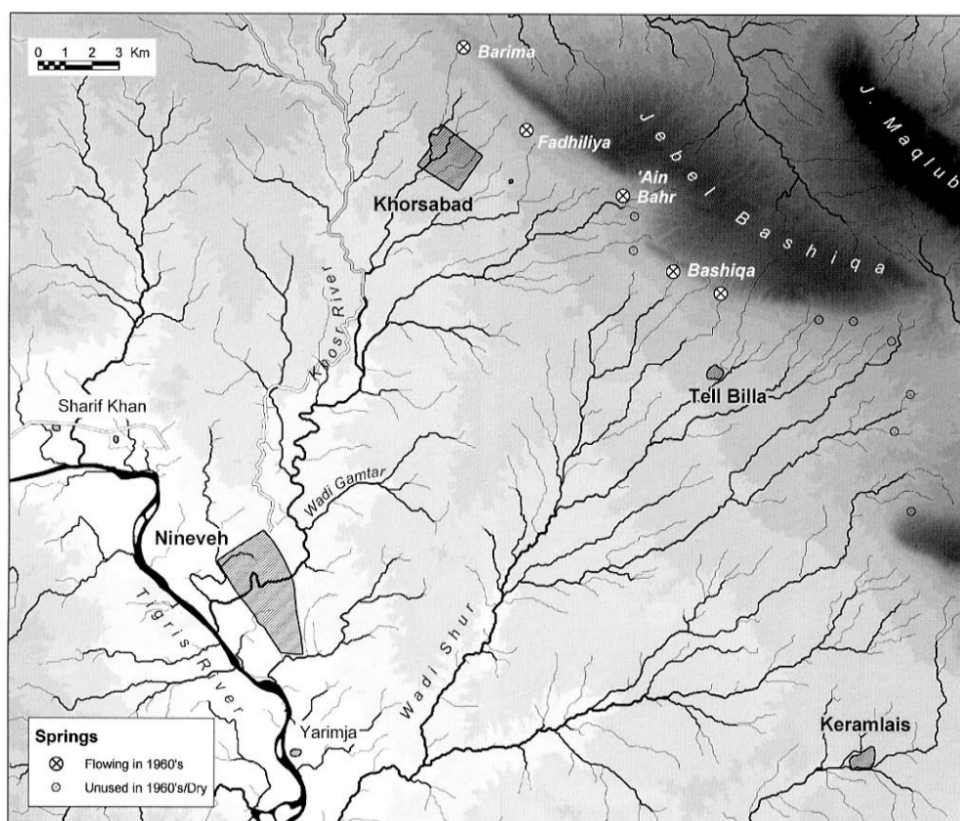 0 1 2 3 Km
Barima
Fadhiliya
'Ain
Bahr
Jebel Bashiqa
J. Maqlub
Khorsabad
Bashiqa
Khosr River
Tell Billa
Sharif Khan
Wadi Gamtar
Nineveh
Tigris River
Wadi Shur
Yarimja
Keramlais
Springs
Flowing in 1960's
Unused in 1960's/Dry